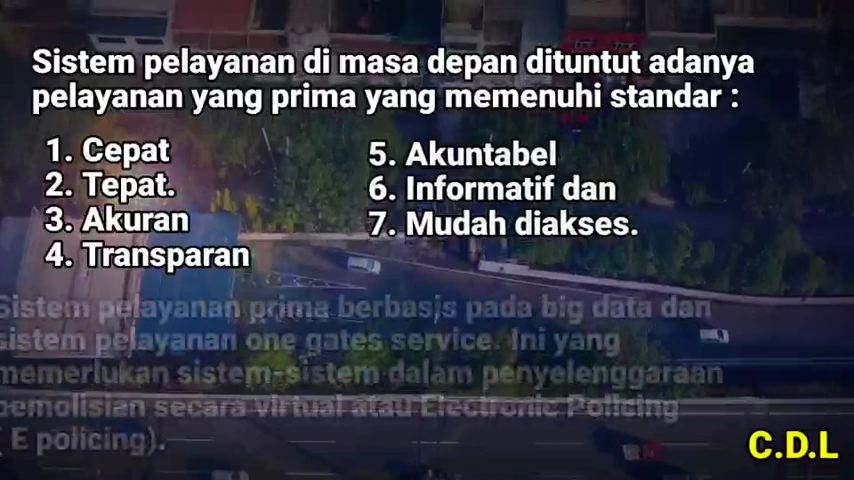 Sistem pelayanan di masa depan dituntut adanya
pelayanan yang prima yang memenuhi standar :
1. Cepat
2. Tepat.
3. Akuran
4. Transparan
5. Akuntabel
6. Informatif dan
7. Mudah diakses.
Sistem pelayanan prima berbasis pada big data dan
sistem pelayanan one gates service. Ini yang
memerlukan sistem-sistem dalam penyelenggaraan
pemolisian secara virtual atau Electronic Policing
( E policing).
C.D.L